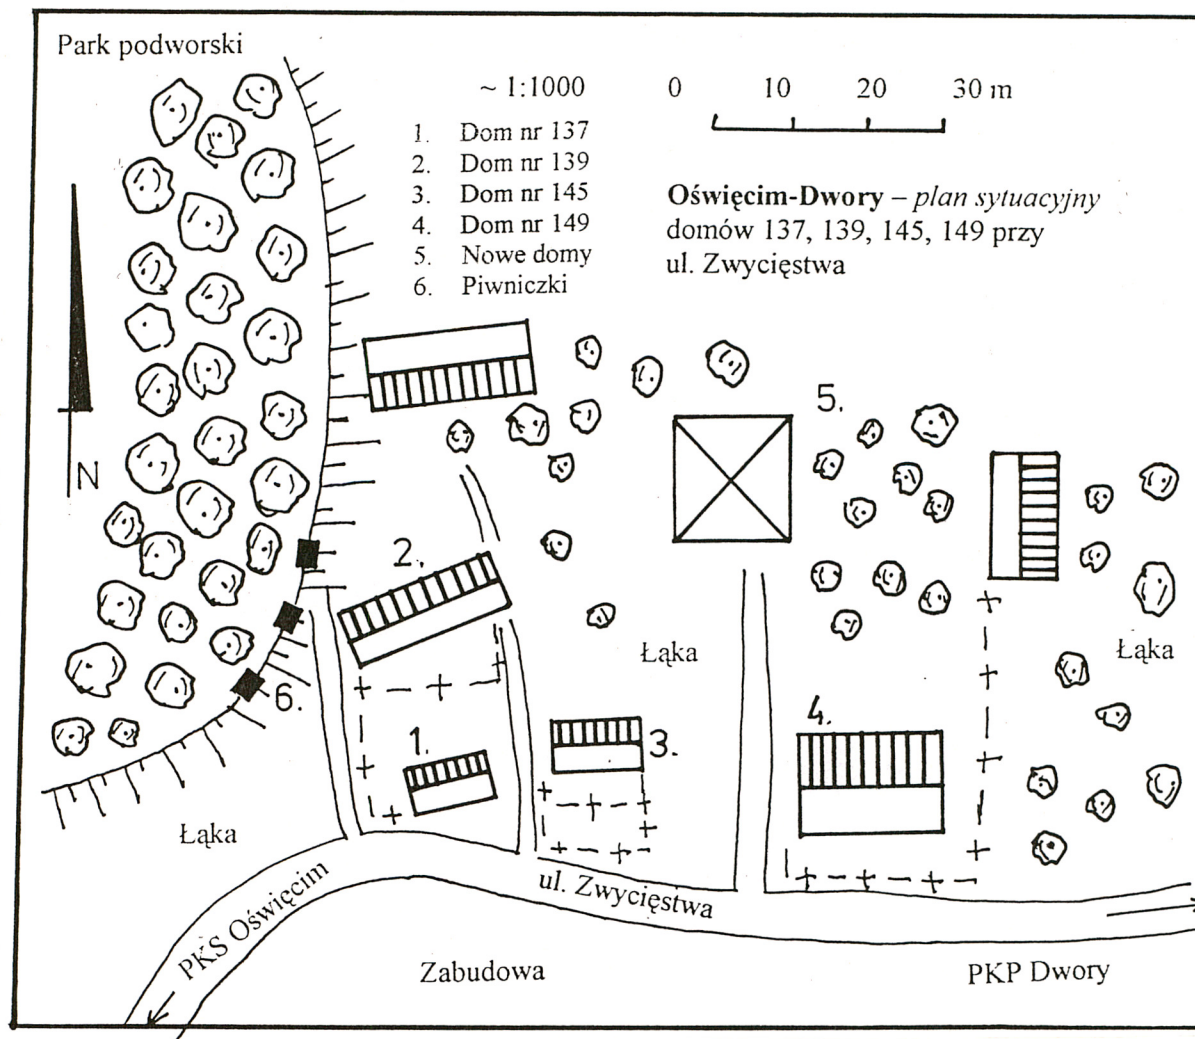 Park podworski
~ 1:1000
0 10 20 30 m
1. Dom nr 137
2. Dom nr 139
3. Dom nr 145
4. Dom nr 149
5. Nowe domy
6. Piwniczki
Oświęcim-Dwory – plan sytuacyjny
domów 137, 139, 145, 149 przy
ul. Zwycięstwa
5.
N
2.
Łąka
Łąka
6.
4.
1.
3.
Łąka
ul. Zwycięstwa
PKS Oświęcim
Zabudowa
PKP Dwory